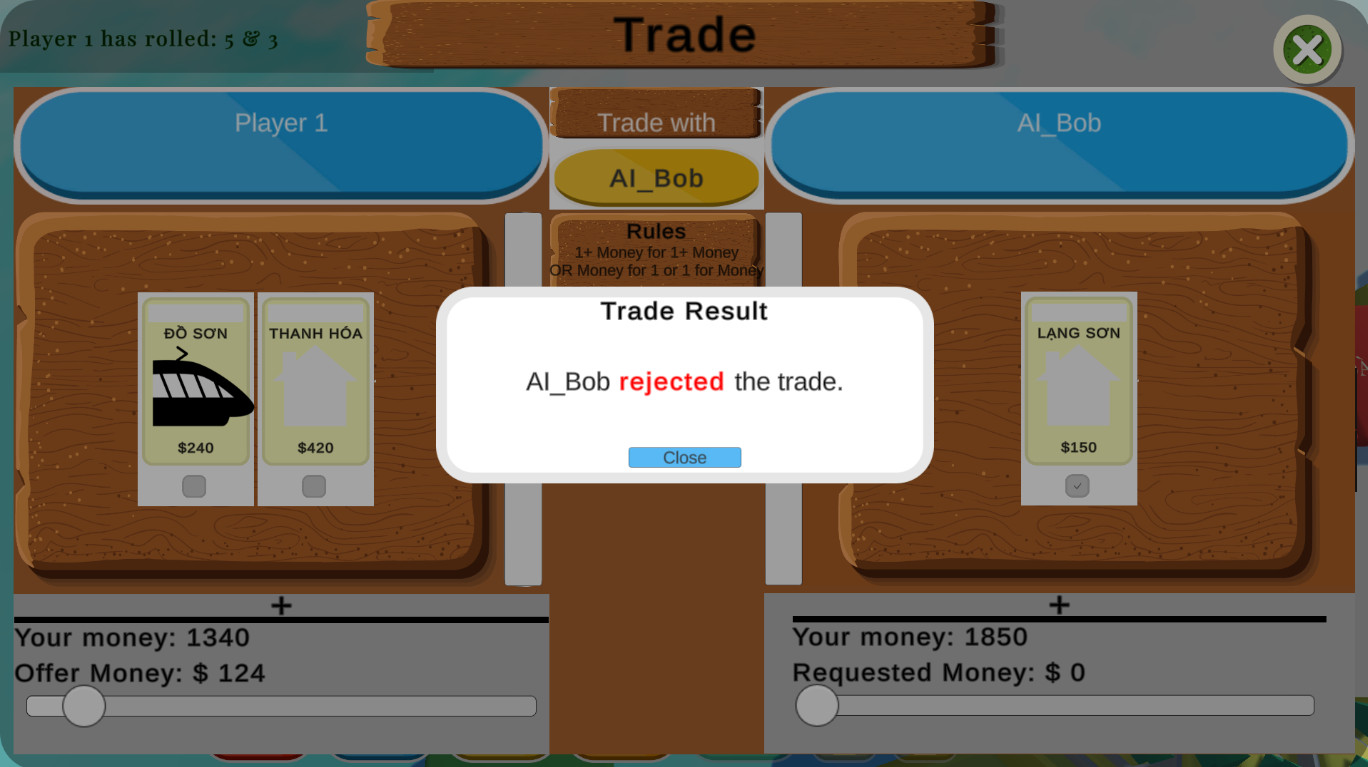 Player 1 has rolled: 5 & 3
Trade
Player 1
Trade with
AI_Bob
AI_Bob
Rules
1+ Money for 1+ Money
OR Money for 1 or 1 for Money
Trade Result
AI_Bob rejected the trade.
Close
ĐỒ SƠN
$240
THANH HÓA
$420
LẠNG SƠN
$150
+
Your money: 1340
Offer Money: $ 124
+
Your money: 1850
Requested Money: $ 0